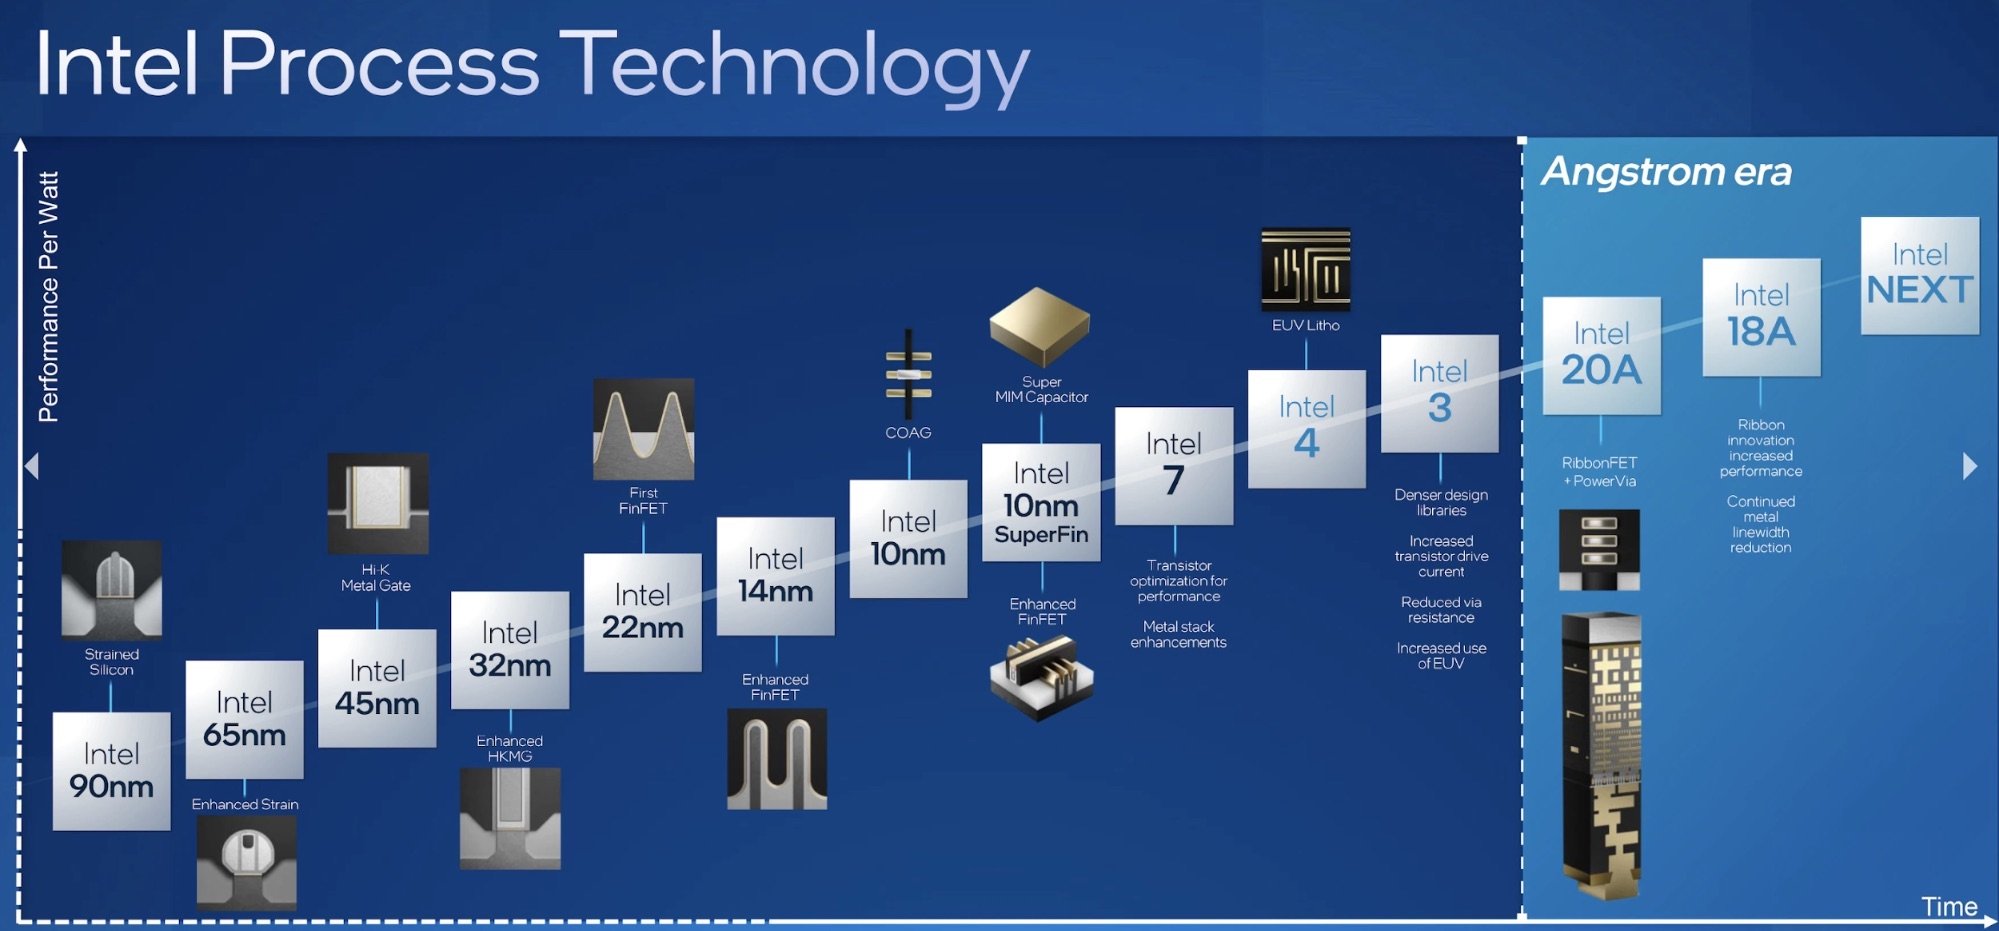 Intel Process Technology
Performance Per Watt
Angstrom era
Strained
Silicon
Intel
90nm
Intel
65nm
Enhanced Strain
Hi-K
Metal Gate
Intel
45nm
Intel
32nm
Enhanced
HKMG
First
FinFET
Intel
22nm
Intel
14nm
Enhanced
FinFET
COAG
Intel
10nm
Super
MIM Capacitor
Intel
10nm
SuperFin
Enhanced
FinFET
Intel
7
Transistor
optimization for
performance
Metal stack
enhancements
EUV Litho
Intel
4
Intel
3
Denser design
libraries
Increased
transistor drive
current
Reduced via
resistance
Increased use
of EUV
Intel
20A
RibbonFET
+ PowerVia
Intel
18A
Ribbon
innovation
increased
performance
Continued
metal
linewidth
reduction
Intel
NEXT
Time